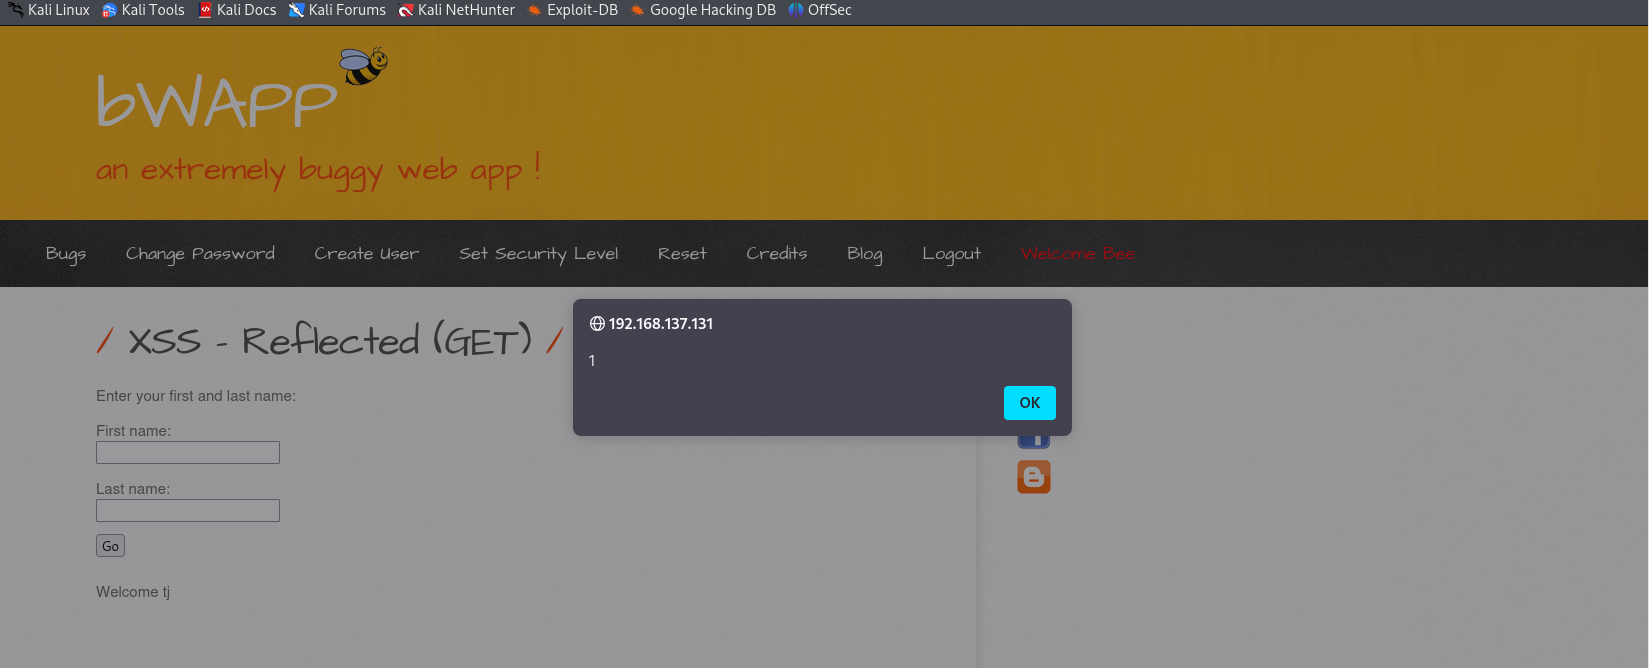 Kali Linux Kali Tools Kali Docs Kali Forums Kali NetHunter Exploit-DB Google Hacking DB OffSec
bWAPP
an extremely buggy web app !
Bugs Change Password Create User Set Security Level Reset Credits Blog Logout Welcome Bee
192.168.137.131
1
OK
/ XSS - Reflected (GET) /
Enter your first and last name:
First name:
Last name:
Go
Welcome tj